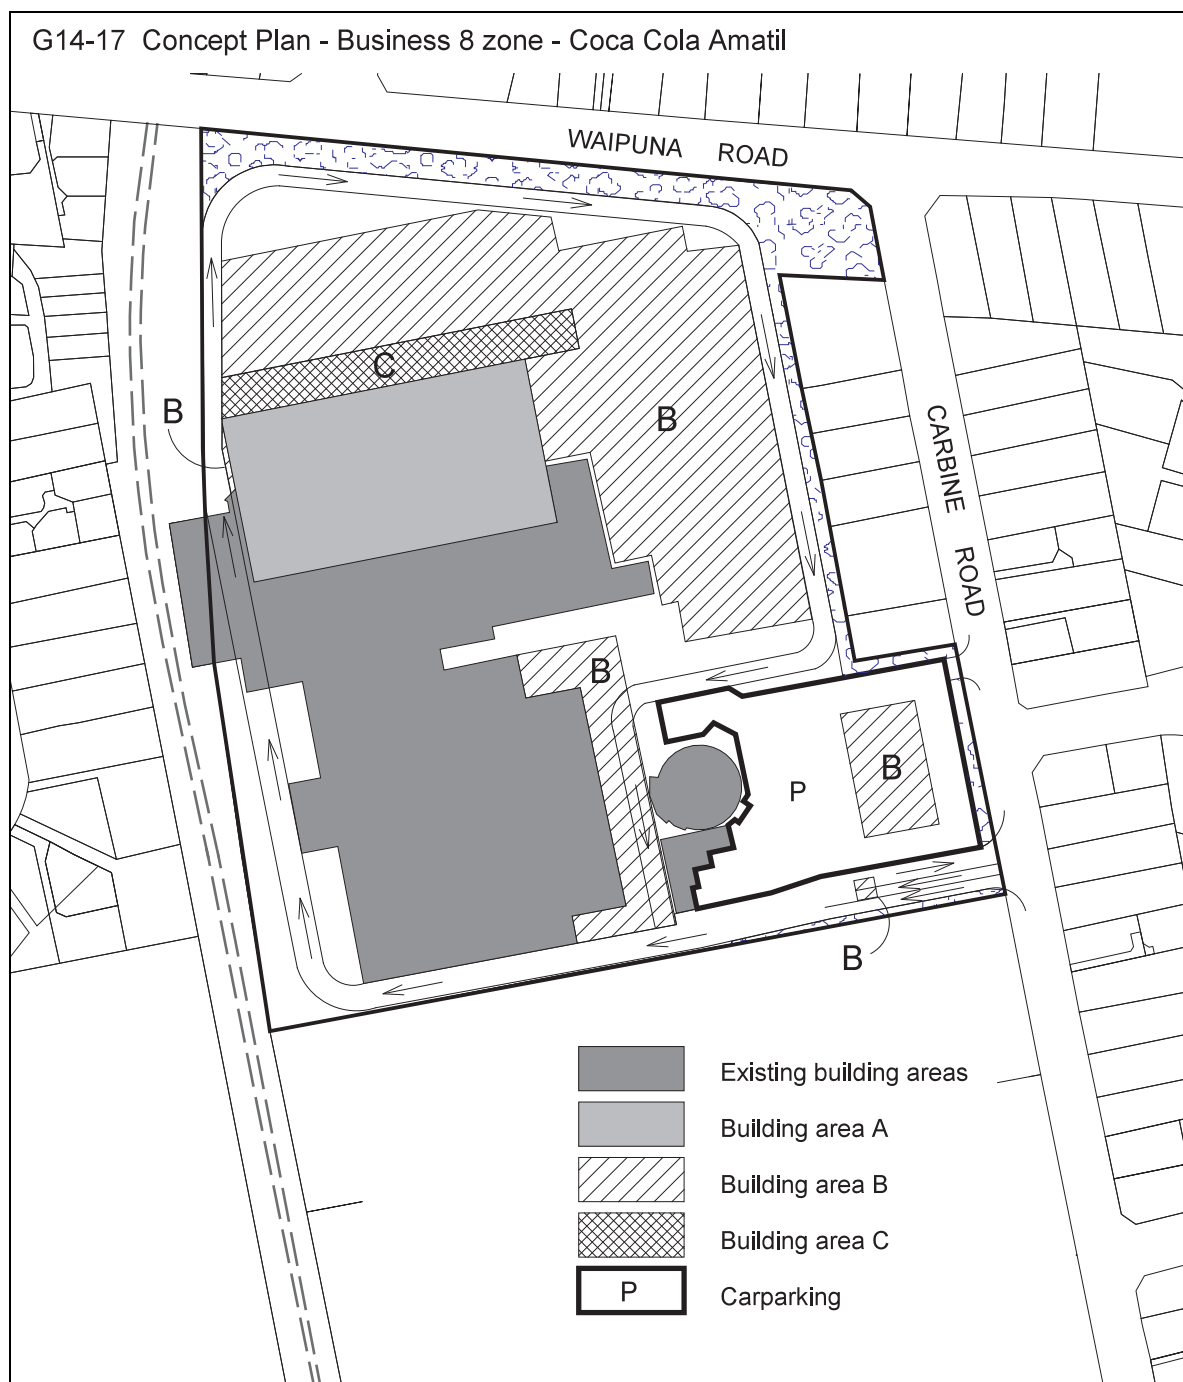 G14-17 Concept Plan - Business 8 zone - Coca Cola Amatil
WAIPUNA ROAD
C
B
B
CARBINE ROAD
B
B
P
B
Existing building areas
Building area A
Building area B
Building area C
P
Carparking